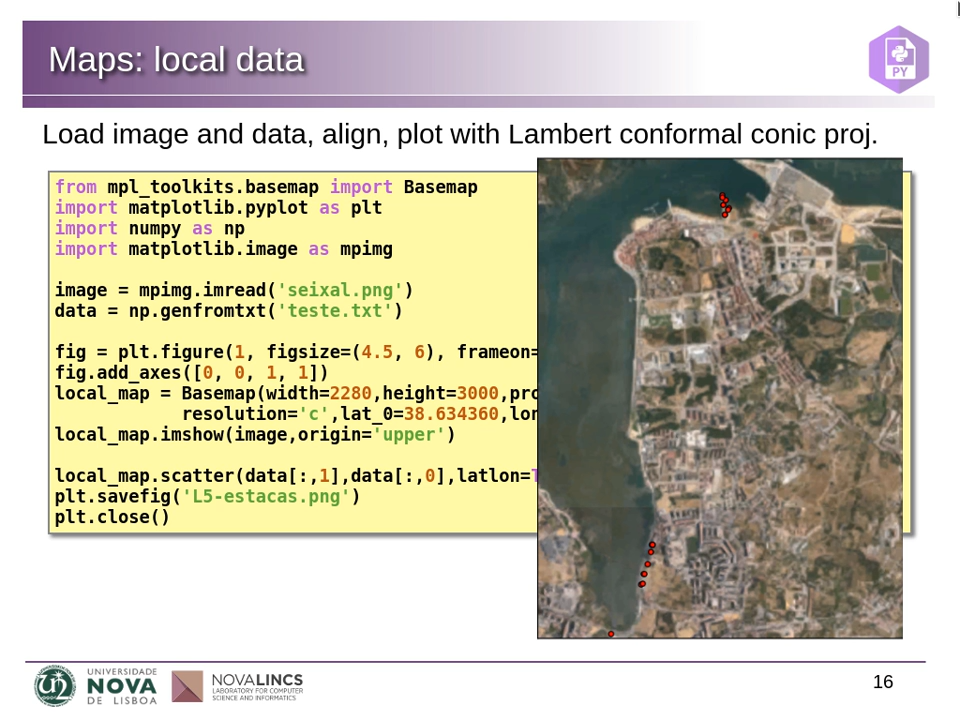 Maps: local data
PY
Load image and data, align, plot with Lambert conformal conic proj.
from mpl_toolkits.basemap import Basemap
import matplotlib.pyplot as plt
import numpy as np
import matplotlib.image as mpimg
image = mpimg.imread('seixal.png')
data = np.genfromtxt('teste.txt')
fig = plt.figure(1, figsize=(4.5, 6), frameon=
fig.add_axes([0, 0, 1, 1])
local_map = Basemap(width=2280,height=3000,pro
resolution='c',lat_0=38.634360,lon
local_map.imshow(image,origin='upper')
local_map.scatter(data[:,1],data[:,0],latlon=T
plt.savefig('L5-estacas.png')
plt.close()
UNIVERSIDADE
NOVA
DE LISBOA
NOVALINCS
LABORATORY FOR COMPUTER
SCIENCE AND INFORMATICS
16